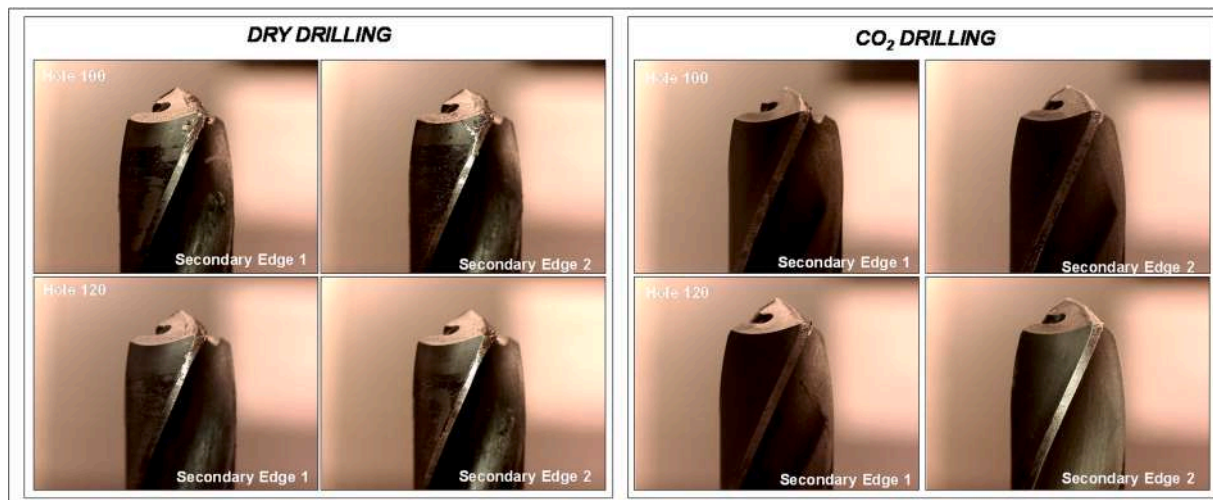 DRY DRILLING
CO₂ DRILLING
Hole 100
Hole 100
Secondary Edge 1
Secondary Edge 2
Secondary Edge 1
Secondary Edge 2
Hole 120
Hole 120
Secondary Edge 1
Secondary Edge 2
Secondary Edge 1
Secondary Edge 2